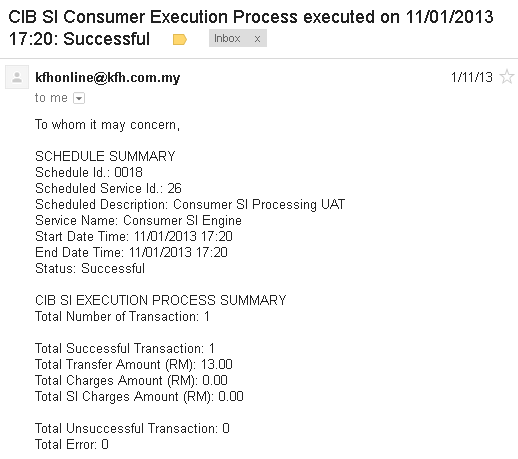 CIB SI Consumer Execution Process executed on 11/01/2013
17:20: Successful Inbox x
kfhonline@kfh.com.my 1/11/13
to me
To whom it may concern,
SCHEDULE SUMMARY
Schedule Id.: 0018
Scheduled Service Id.: 26
Scheduled Description: Consumer SI Processing UAT
Service Name: Consumer SI Engine
Start Date Time: 11/01/2013 17:20
End Date Time: 11/01/2013 17:20
Status: Successful
CIB SI EXECUTION PROCESS SUMMARY
Total Number of Transaction: 1
Total Successful Transaction: 1
Total Transfer Amount (RM): 13.00
Total Charges Amount (RM): 0.00
Total SI Charges Amount (RM): 0.00
Total Unsuccessful Transaction: 0
Total Error: 0